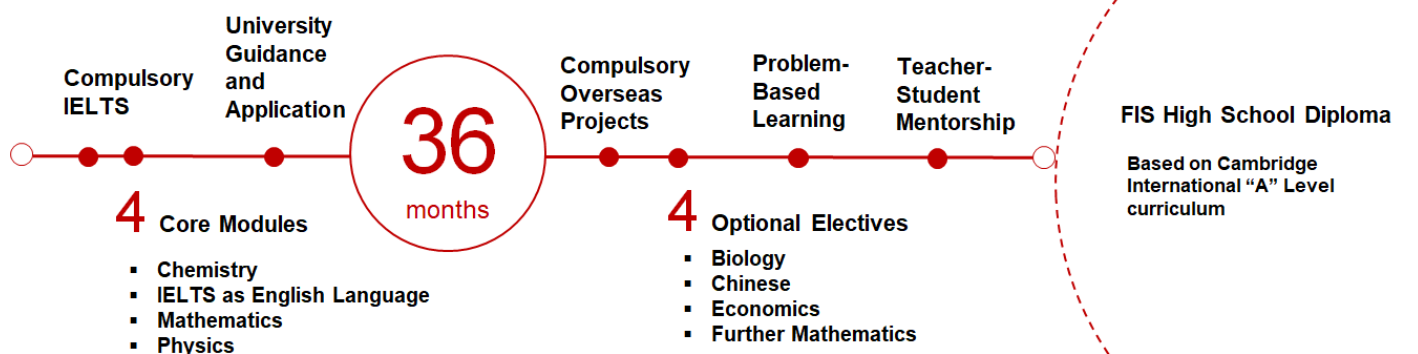 Compulsory
IELTS
University
Guidance
and
Application
36
months
Compulsory
Overseas
Projects
Problem-
Based
Learning
Teacher-
Student
Mentorship
FIS High School Diploma
Based on Cambridge
International “A” Level
curriculum
4 Core Modules
▪ Chemistry
▪ IELTS as English Language
▪ Mathematics
▪ Physics
4 Optional Electives
▪ Biology
▪ Chinese
▪ Economics
▪ Further Mathematics